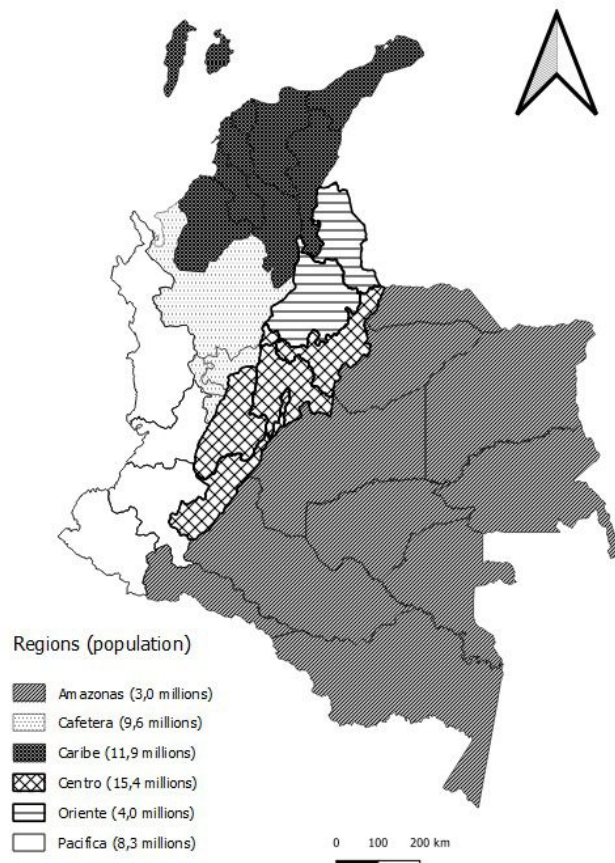 Regions (population)
Amazonas (3,0 millions)
Cafetera (9,6 millions)
Caribe (11,9 millions)
Centro (15,4 millions)
Oriente (4,0 millions)
Pacifica (8,3 millions)
0 100 200 km